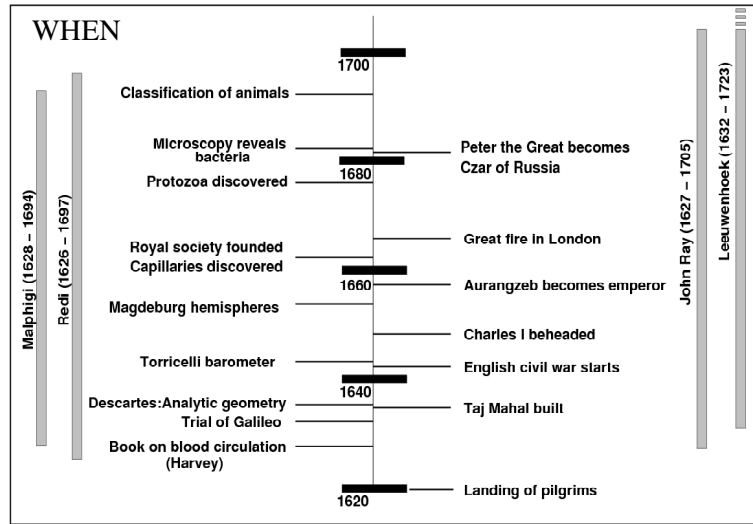 WHEN
1700
Classification of animals
Microscopy reveals
bacteria
Peter the Great becomes
Czar of Russia
1680
Protozoa discovered
Great fire in London
Royal society founded
Capillaries discovered
1660
Aurangzeb becomes emperor
Magdeburg hemispheres
Charles I beheaded
Torricelli barometer
English civil war starts
1640
Descartes:Analytic geometry
Taj Mahal built
Trial of Galileo
Book on blood circulation
(Harvey)
1620
Landing of pilgrims
Malphigi (1628 – 1694)
Redi (1626 – 1697)
John Ray (1627 – 1705)
Leeuwenhoek (1632 – 1723)